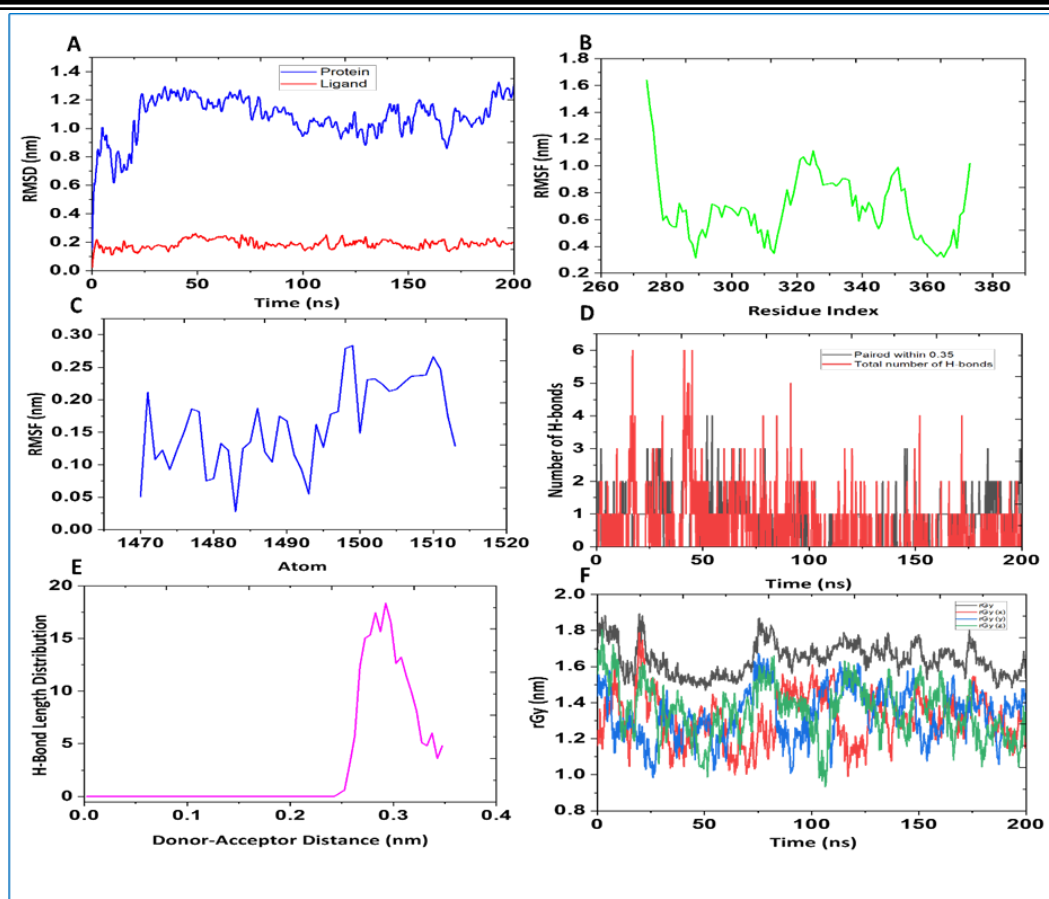 A
RMSD (nm)
1.4
1.2
1.0
0.8
0.6
0.4
0.2
0.0
Protein
Ligand
0
50
100
150
200
Time (ns)
B
RMSF (nm)
1.8
1.6
1.4
1.2
1.0
0.8
0.6
0.4
0.2
260
280
300
320
340
360
380
Residue Index
C
RMSF (nm)
0.30
0.25
0.20
0.15
0.10
0.05
0.00
1470
1480
1490
1500
1510
1520
Atom
D
Number of H-bonds
6
5
4
3
2
1
0
Paired within 0.35
Total number of H-bonds
0
50
100
150
200
Time (ns)
E
H-Bond Length Distribution
20
15
10
5
0
0.0
0.1
0.2
0.3
0.4
Donor-Acceptor Distance (nm)
F
rGy (nm)
2.0
1.8
1.6
1.4
1.2
1.0
0.8
rGy
rGy (x)
rGy (y)
rGy (z)
0
50
100
150
200
Time (ns)